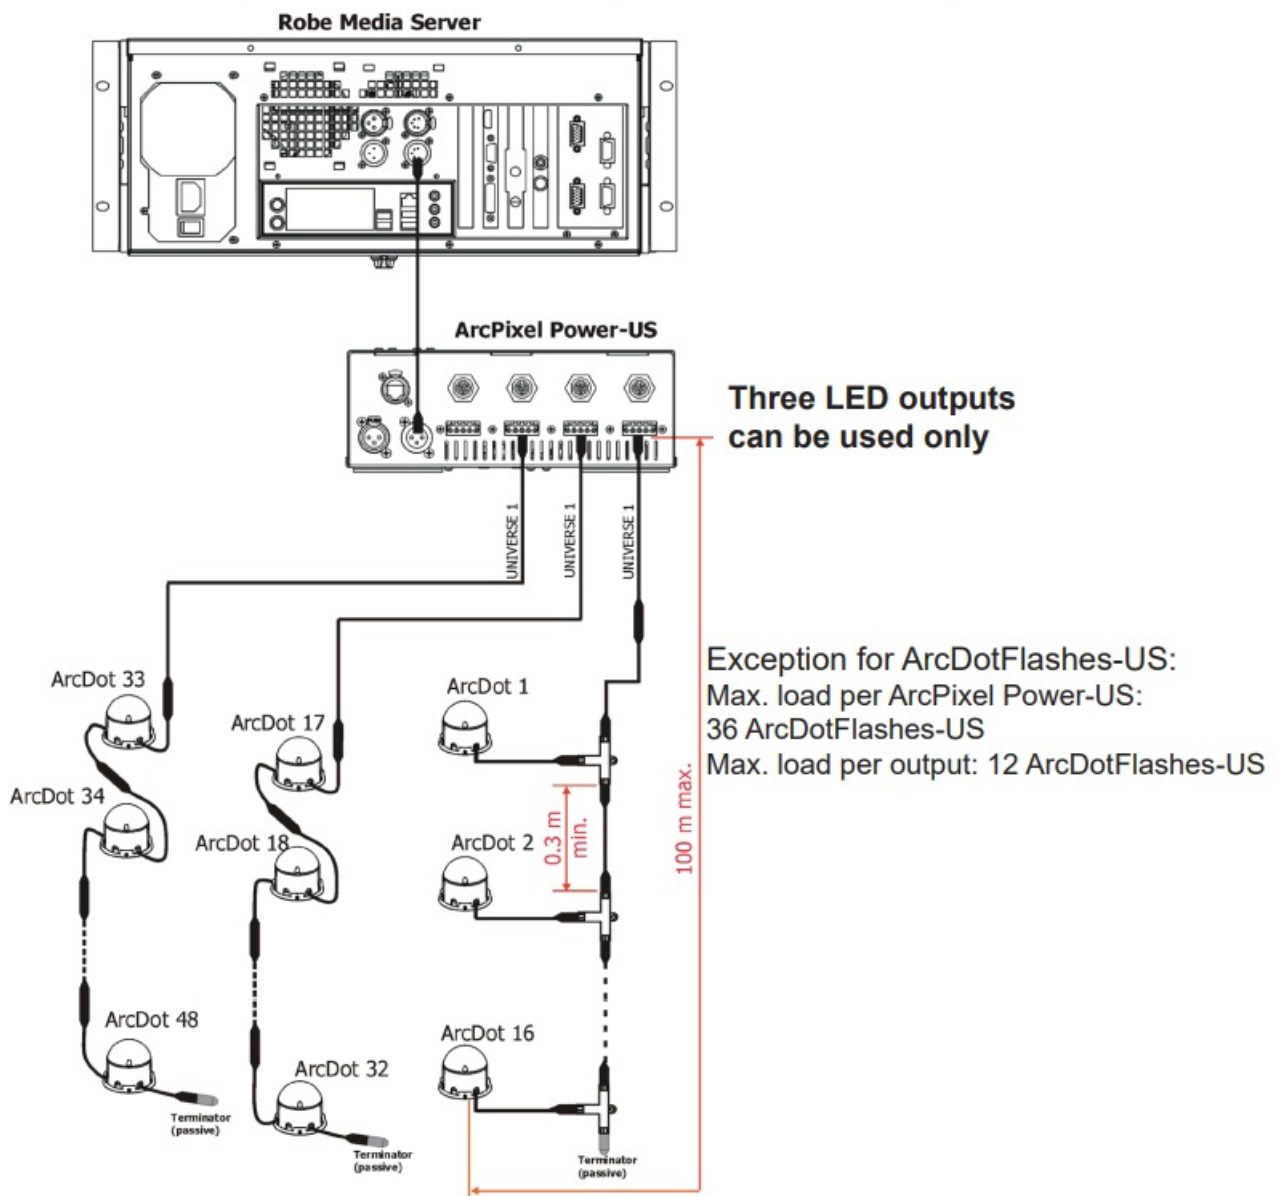 Robe Media Server
ArcPixel Power-US
Three LED outputs
can be used only
UNIVERSE 1
UNIVERSE 1
UNIVERSE 1
Exception for ArcDotFlashes-US:
Max. load per ArcPixel Power-US:
36 ArcDotFlashes-US
Max. load per output: 12 ArcDotFlashes-US
100 m max.
ArcDot 33
ArcDot 17
ArcDot 1
ArcDot 34
ArcDot 18
ArcDot 2
0.3 m
min.
ArcDot 48
ArcDot 32
ArcDot 16
Terminator
(passive)
Terminator
(passive)
Terminator
(passive)